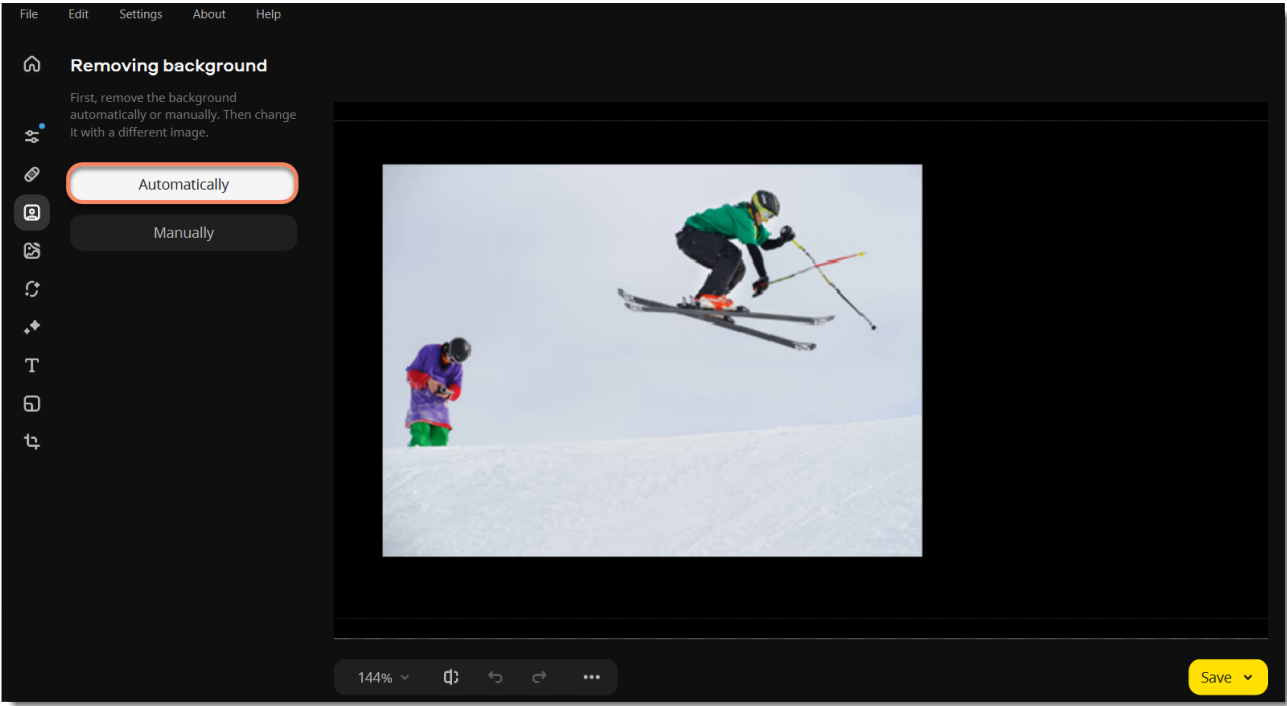 File Edit Settings About Help
Removing background
First, remove the background
automatically or manually. Then change
it with a different image.
Automatically
Manually
T
144%
Save